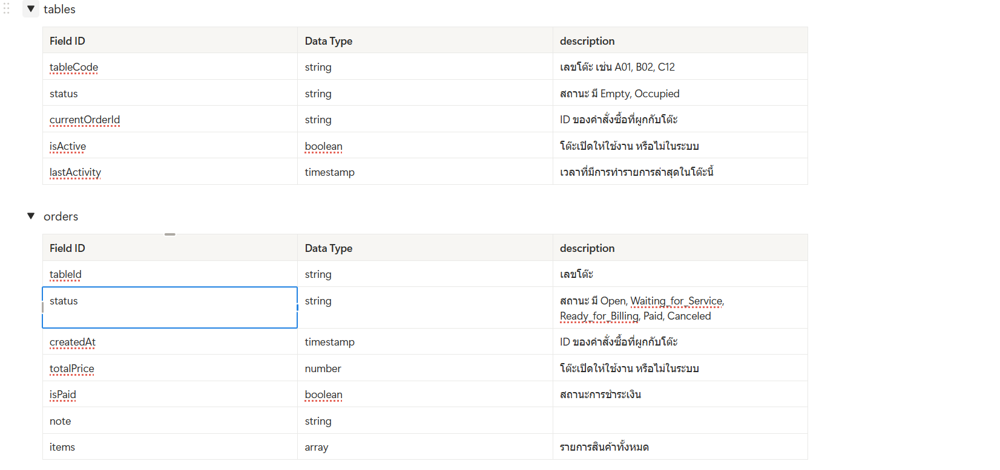 tables
Field ID Data Type description
tableCode string เลขโต๊ะ เช่น A01, B02, C12
status string สถานะ มี Empty, Occupied
currentOrderId string ID ของคำสั่งซื้อที่ผูกกับโต๊ะ
isActive boolean โต๊ะเปิดให้ใช้งาน หรือไม่ในระบบ
lastActivity timestamp เวลาที่มีการทำรายการล่าสุดในโต๊ะนี้
orders
Field ID Data Type description
tableId string เลขโต๊ะ
status string สถานะ มี Open, Waiting_for_Service,
Ready_for_Billing, Paid, Canceled
createdAt timestamp ID ของคำสั่งซื้อที่ผูกกับโต๊ะ
totalPrice number โต๊ะเปิดให้ใช้งาน หรือไม่ในระบบ
isPaid boolean สถานะการชำระเงิน
note string
items array รายการสินค้าทั้งหมด